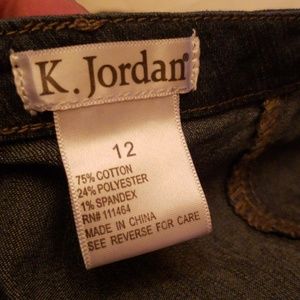 K. Jordan®
12
75% COTTON
24% POLYESTER
1% SPANDEX
RN# 111464
MADE IN CHINA
SEE REVERSE FOR CARE